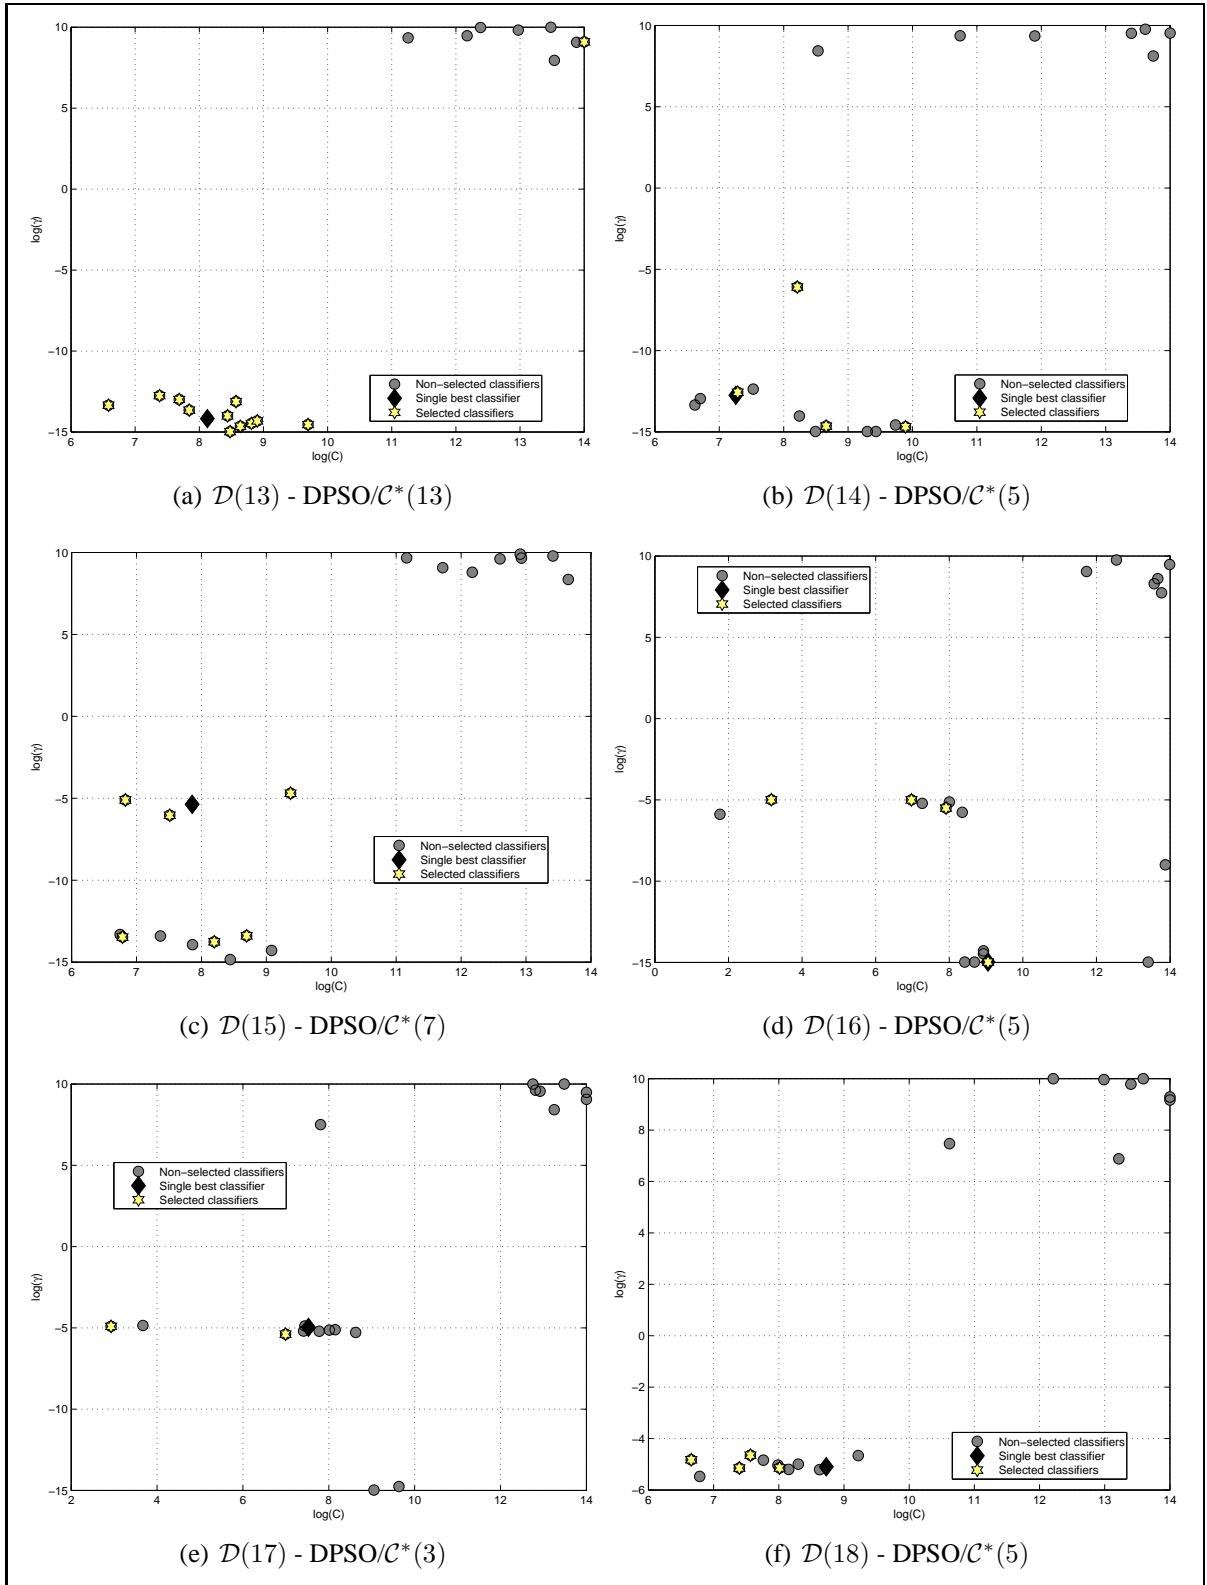 10
5
0
−5
−10
−15
6 7 8 9 10 11 12 13 14
log(γ)
log(C)
Non−selected classifiers
Single best classifier
Selected classifiers
(a) D(13) - DPSO/C*(13)
10
5
0
−5
−10
−15
6 7 8 9 10 11 12 13 14
log(γ)
log(C)
Non−selected classifiers
Single best classifier
Selected classifiers
(b) D(14) - DPSO/C*(5)
10
5
0
−5
−10
−15
6 7 8 9 10 11 12 13 14
log(γ)
log(C)
Non−selected classifiers
Single best classifier
Selected classifiers
(c) D(15) - DPSO/C*(7)
10
5
0
−5
−10
−15
0 2 4 6 8 10 12 14
log(γ)
log(C)
Non−selected classifiers
Single best classifier
Selected classifiers
(d) D(16) - DPSO/C*(5)
10
5
0
−5
−10
−15
2 4 6 8 10 12 14
log(γ)
log(C)
Non−selected classifiers
Single best classifier
Selected classifiers
(e) D(17) - DPSO/C*(3)
10
8
6
4
2
0
−2
−4
−6
6 7 8 9 10 11 12 13 14
log(γ)
log(C)
Non−selected classifiers
Single best classifier
Selected classifiers
(f) D(18) - DPSO/C*(5)